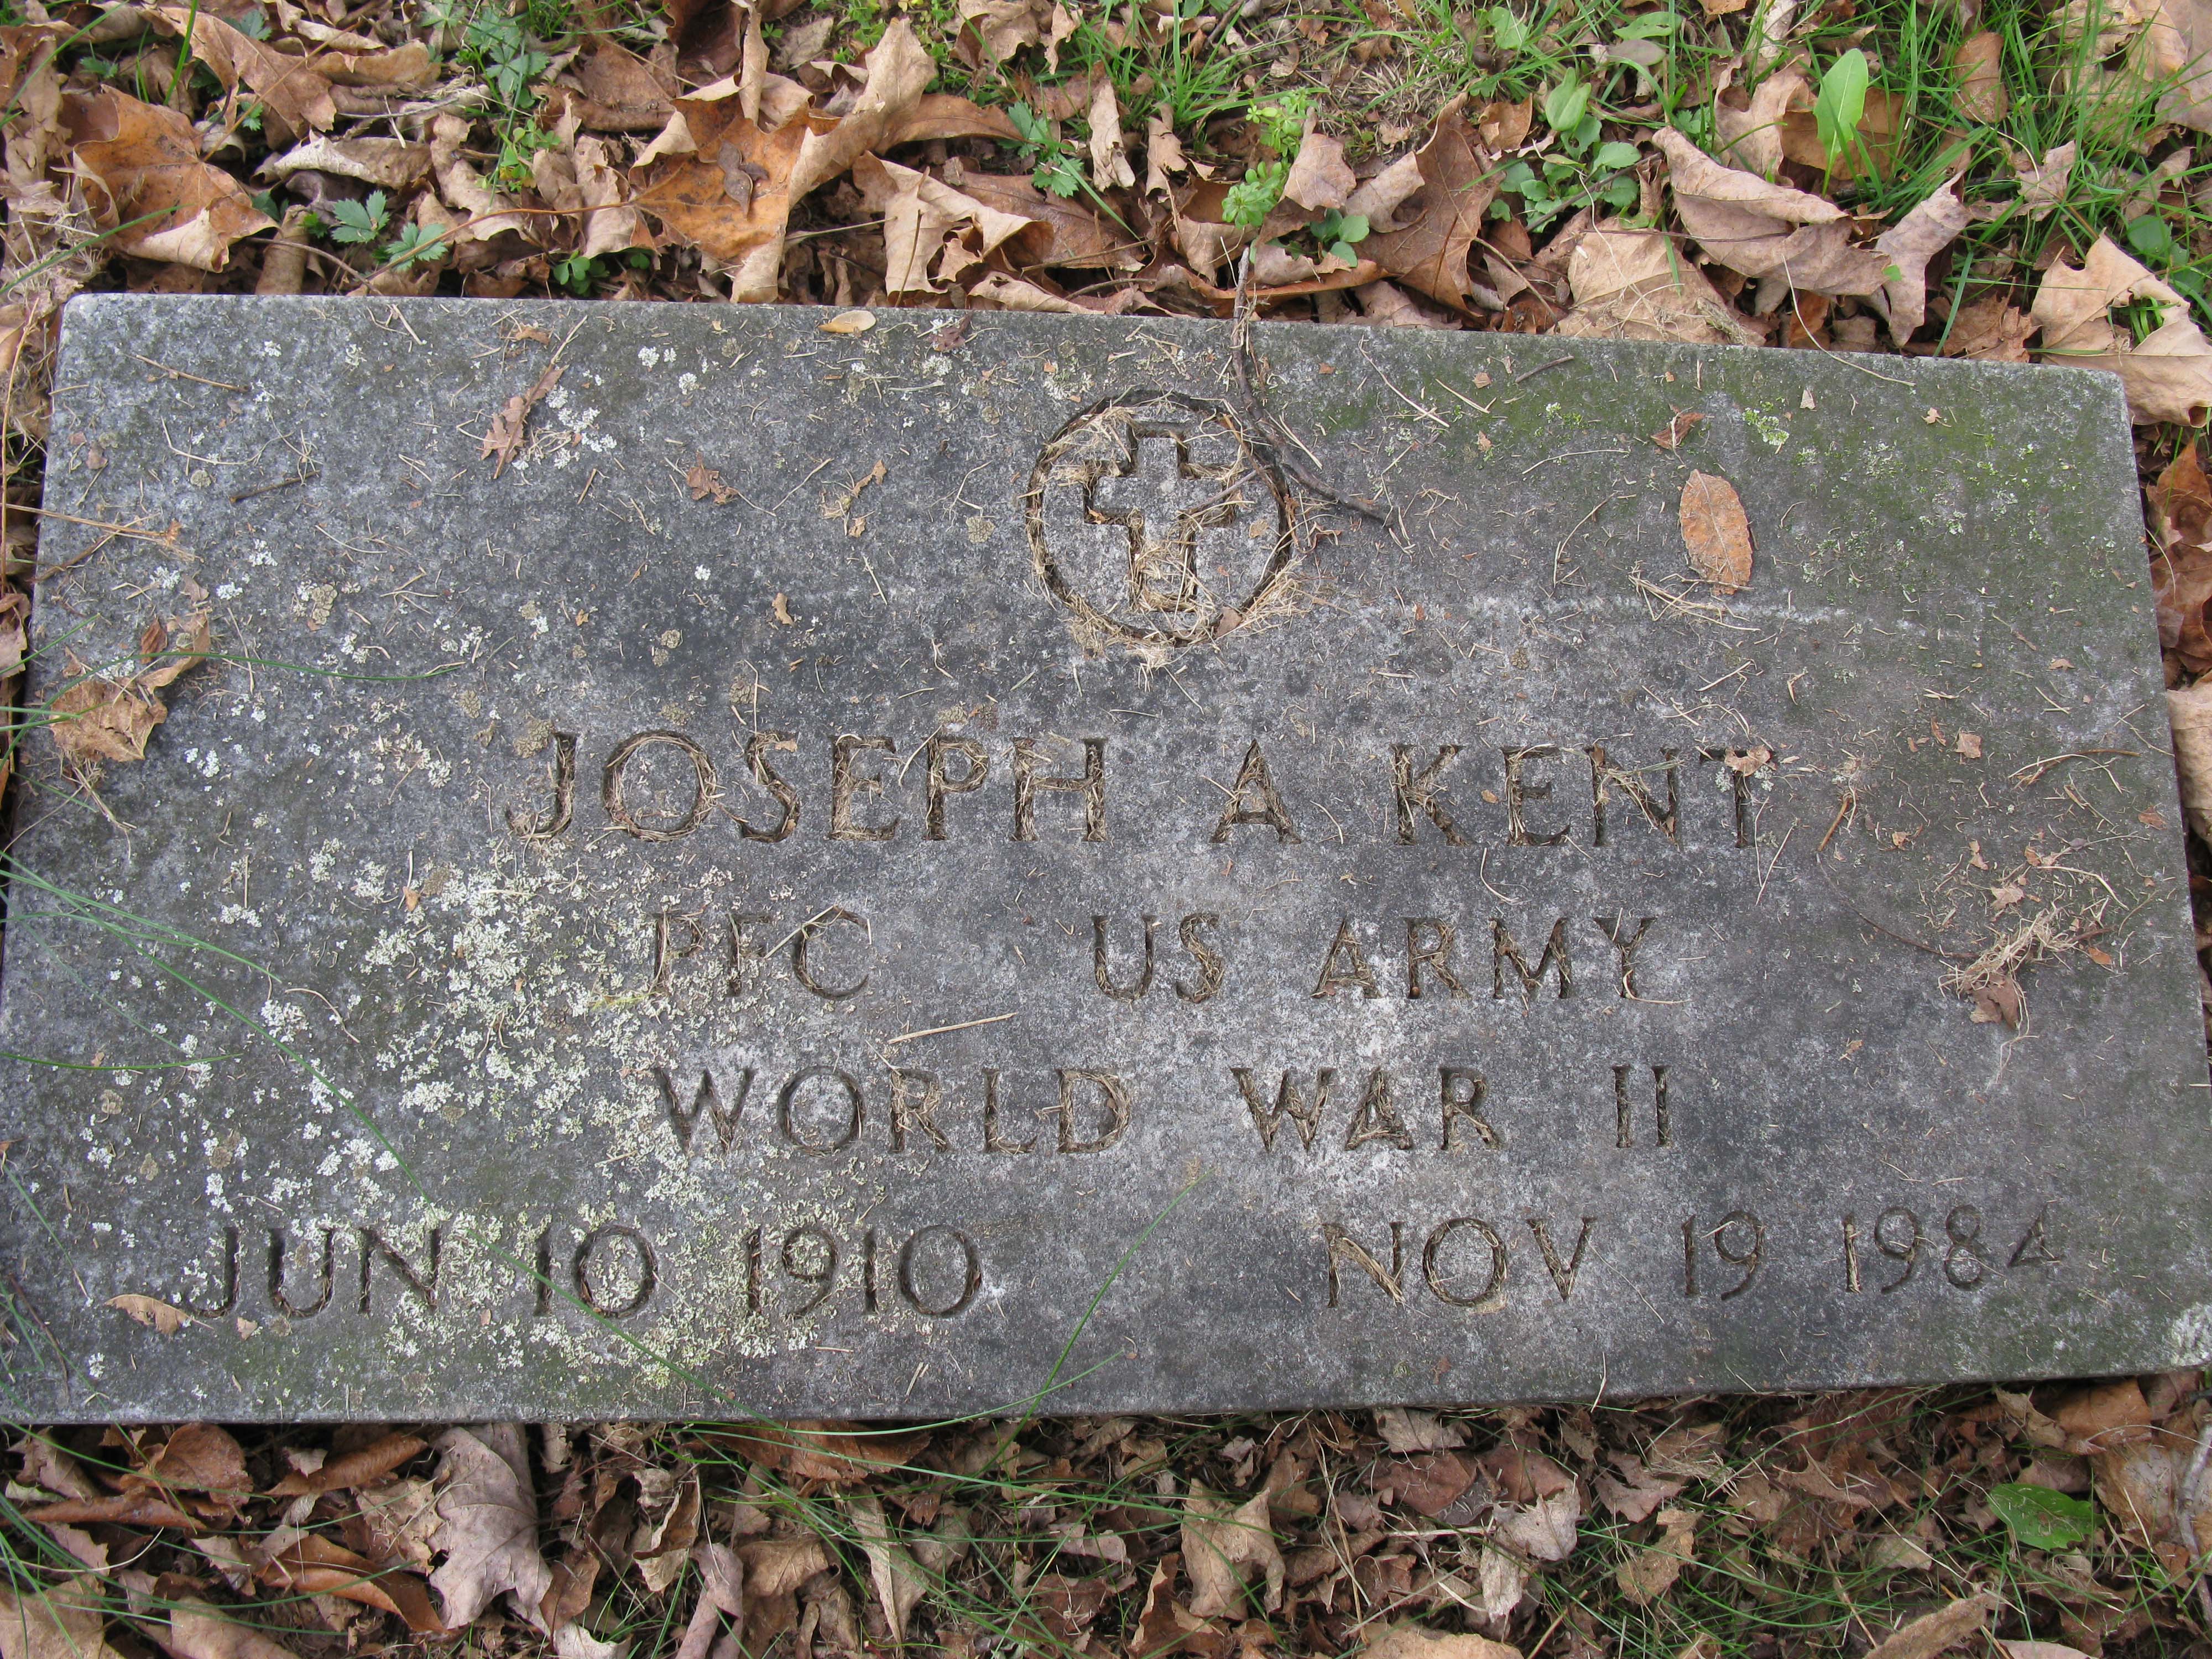 JOSEPH A KENT
PFC US ARMY
WORLD WAR II
JUN 10 1910 NOV 19 1984